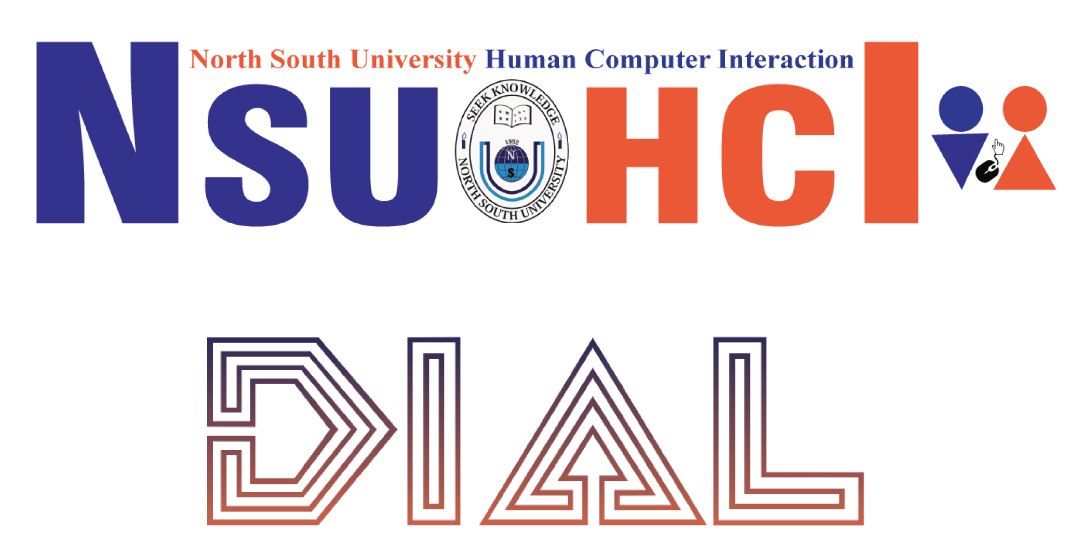 North South University Human Computer Interaction
NSU HCI
SEEK KNOWLEDGE
1992
N
S
NORTH SOUTH UNIVERSITY
DIAL